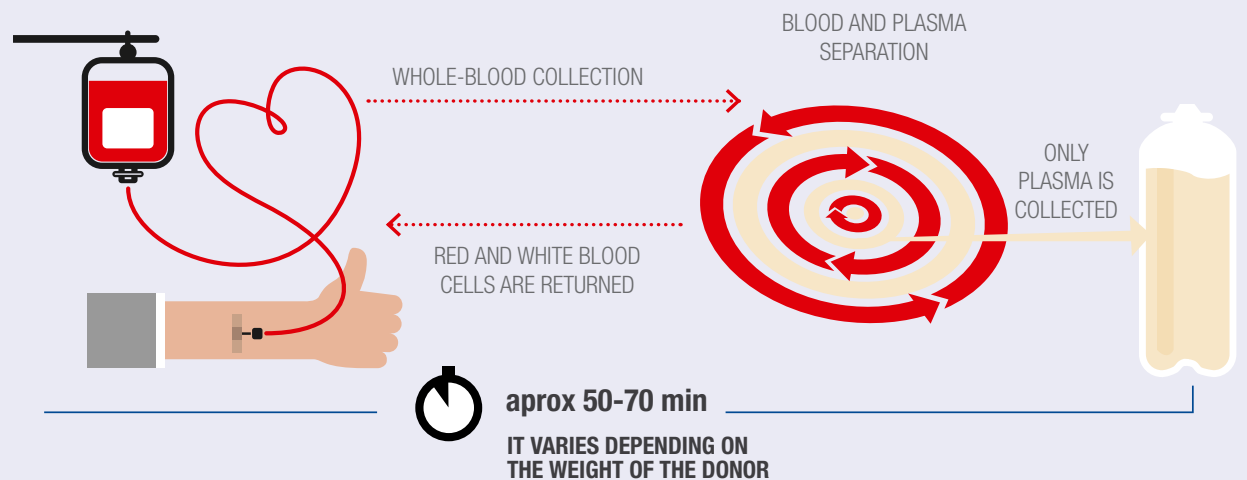 WHOLE-BLOOD COLLECTION
BLOOD AND PLASMA
SEPARATION
ONLY
PLASMA IS
COLLECTED
RED AND WHITE BLOOD
CELLS ARE RETURNED
aprox 50-70 min
IT VARIES DEPENDING ON
THE WEIGHT OF THE DONOR